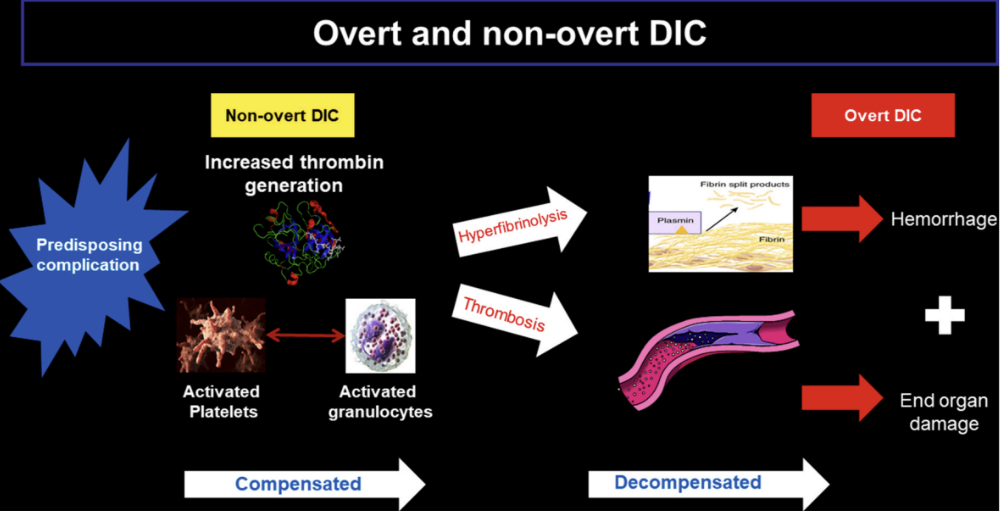 Overt and non-overt DIC
Non-overt DIC
Overt DIC
Increased thrombin
generation
Predisposing
complication
Hyperfibrinolysis
Thrombosis
Fibrin split products
Plasmin
Fibrin
Hemorrhage
Activated
Platelets
Activated
granulocytes
End organ
damage
Compensated
Decompensated